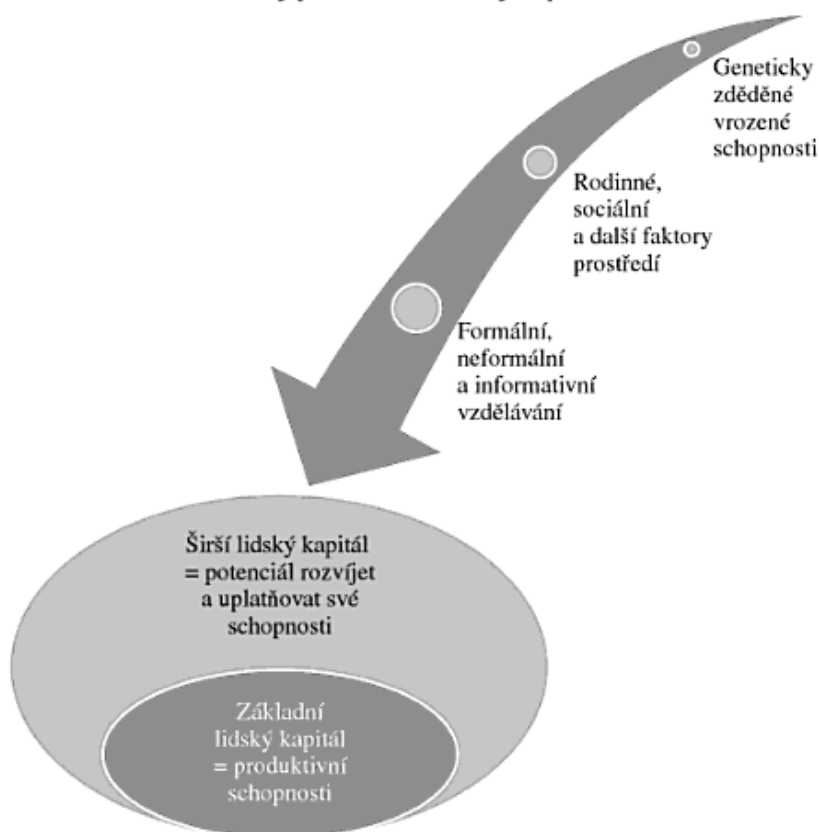 Geneticky
zděděné
vrozené
schopnosti
Rodinné,
sociální
a další faktory
prostředí
Formální,
neformální
a informativní
vzdělávání
Širší lidský kapitál
= potenciál rozvíjet
a uplatňovat své
schopnosti
Základní
lidský kapitál
= produktivní
schopnosti